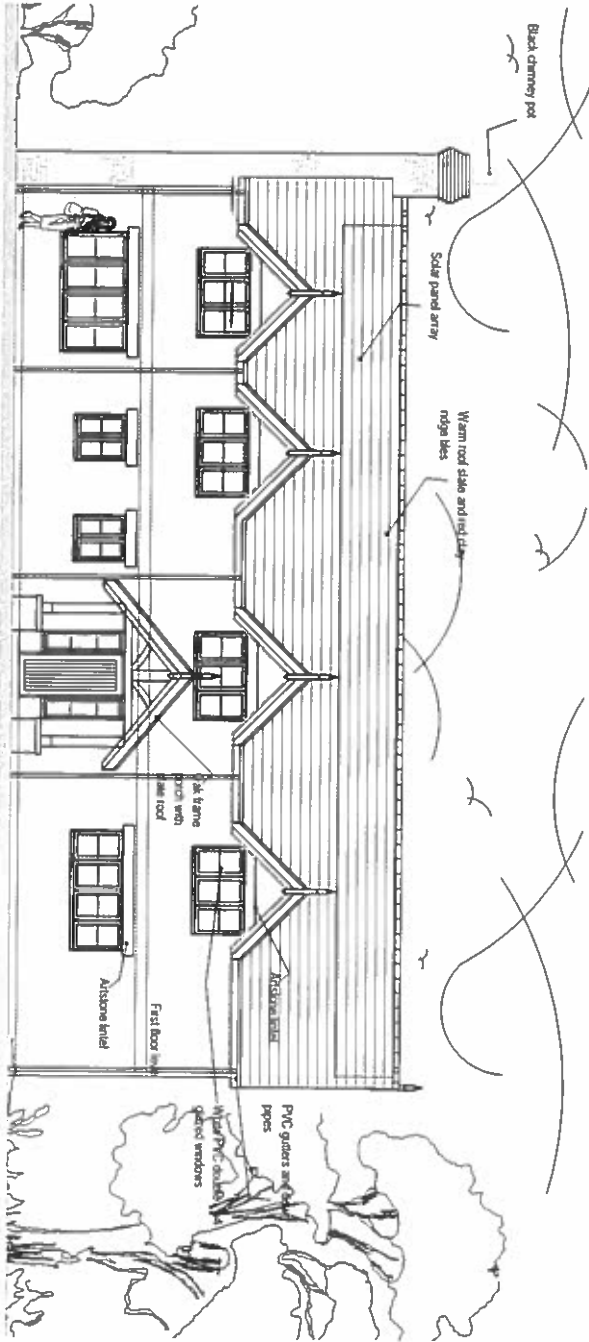 Black chimney pot
Solar panel array
Warm roof slate and red clay
ridge tiles
Oak frame
porch with
slate roof
Artstone lintel
First floor level
Artstone lintel
PVC gutters and
pipes
White PVC double
glazed windows